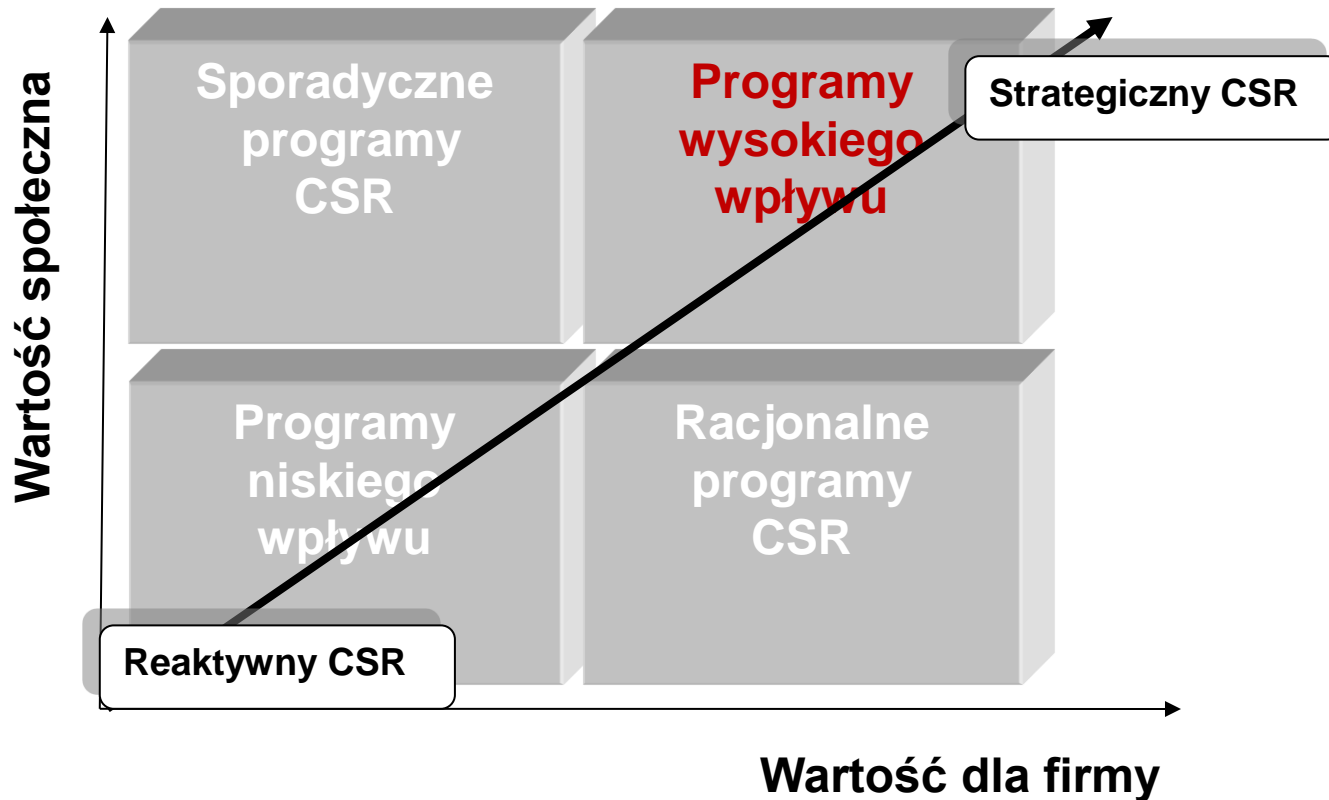 Wartość społeczna
Sporadyczne
programy
CSR
Programy
wysokiego
wpływu
Strategiczny CSR
Programy
niskiego
wpływu
Racjonalne
programy
CSR
Reaktywny CSR
Wartość dla firmy